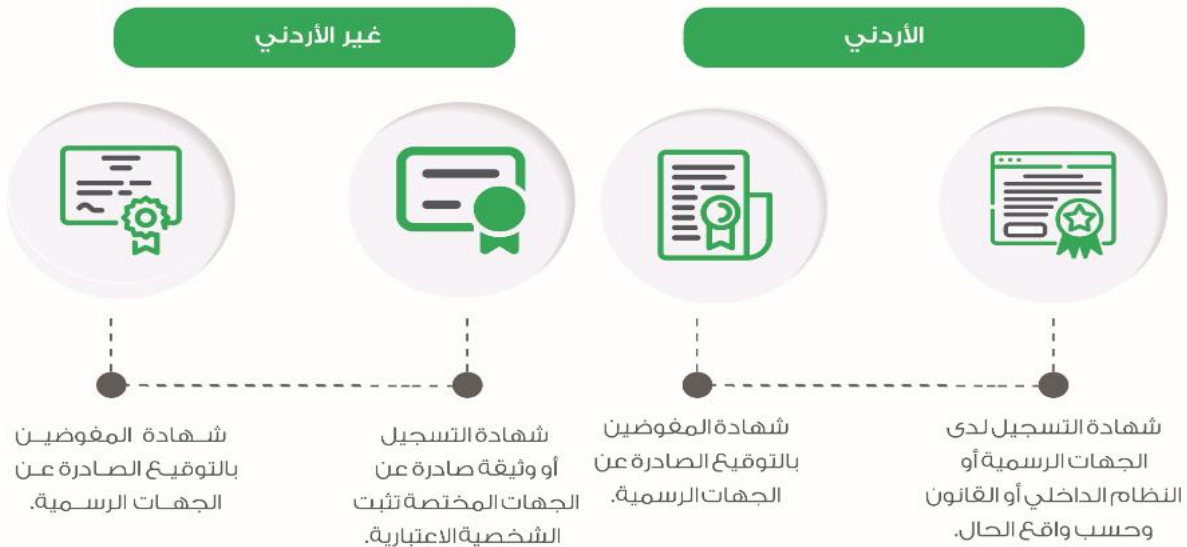 الأردني
غير الأردني
شهادة التسجيل لدى
الجهات الرسمية أو
النظام الداخلي أو القانون
وحسب واقع الحال.
شهادة المفوضين
بالتوقيع الصادرة عن
الجهات الرسمية.
شهادة التسجيل
أو وثيقة صادرة عن
الجهات المختصة تثبت
الشخصية الاعتبارية.
شهادة المفوضين
بالتوقيع الصادرة عن
الجهات الرسمية.